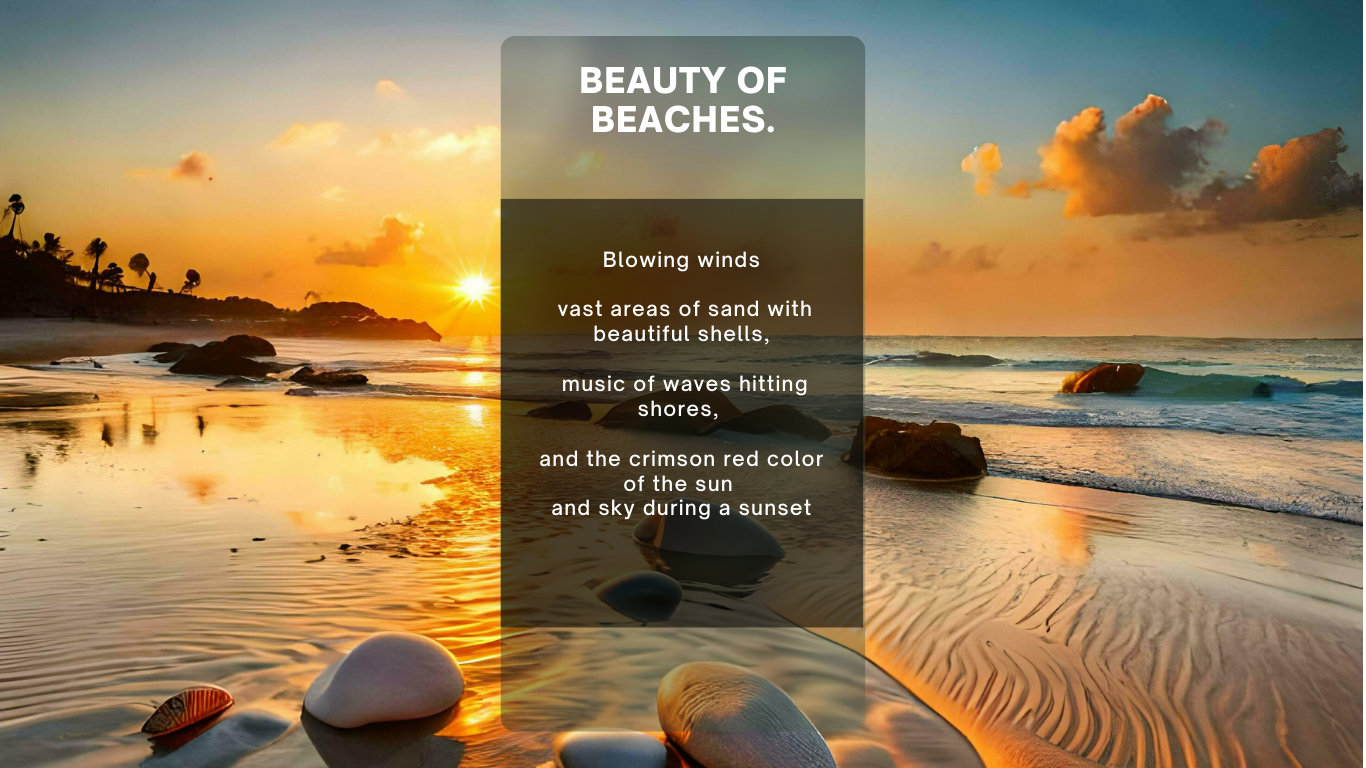 BEAUTY OF
BEACHES.
Blowing winds
vast areas of sand with
beautiful shells,
music of waves hitting
shores,
and the crimson red color
of the sun
and sky during a sunset